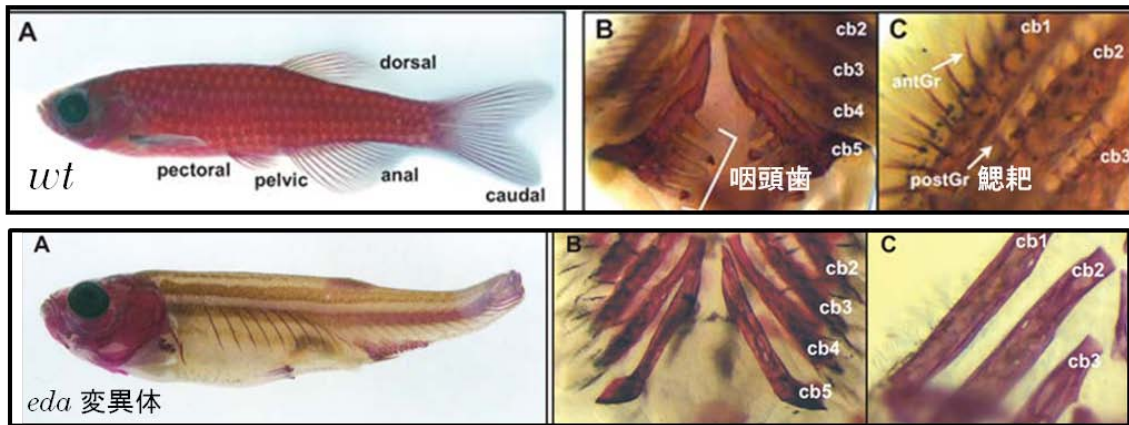 A
dorsal
wt
pectoral
pelvic
anal
caudal
B
cb2
cb3
cb4
cb5
咽頭歯
C
cb1
cb2
antGr
cb3
postGr 鰓耙
A
eda 変異体
B
cb2
cb3
cb4
cb5
C
cb1
cb2
cb3